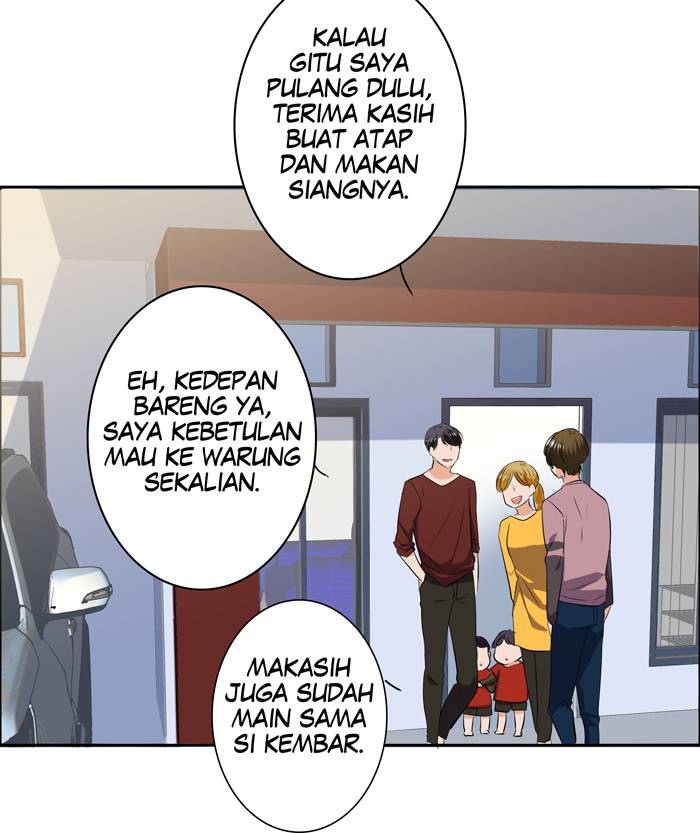 KALAU
GITU SAYA
PULANG DULU,
TERIMA KASIH
BUAT ATAP
DAN MAKAN
SIANGNYA.
EH, KEDEPAN
BARENG YA,
SAYA KEBETULAN
MAU KE WARUNG
SEKALIAN.
MAKASIH
JUGA SUDAH
MAIN SAMA
SI KEMBAR.